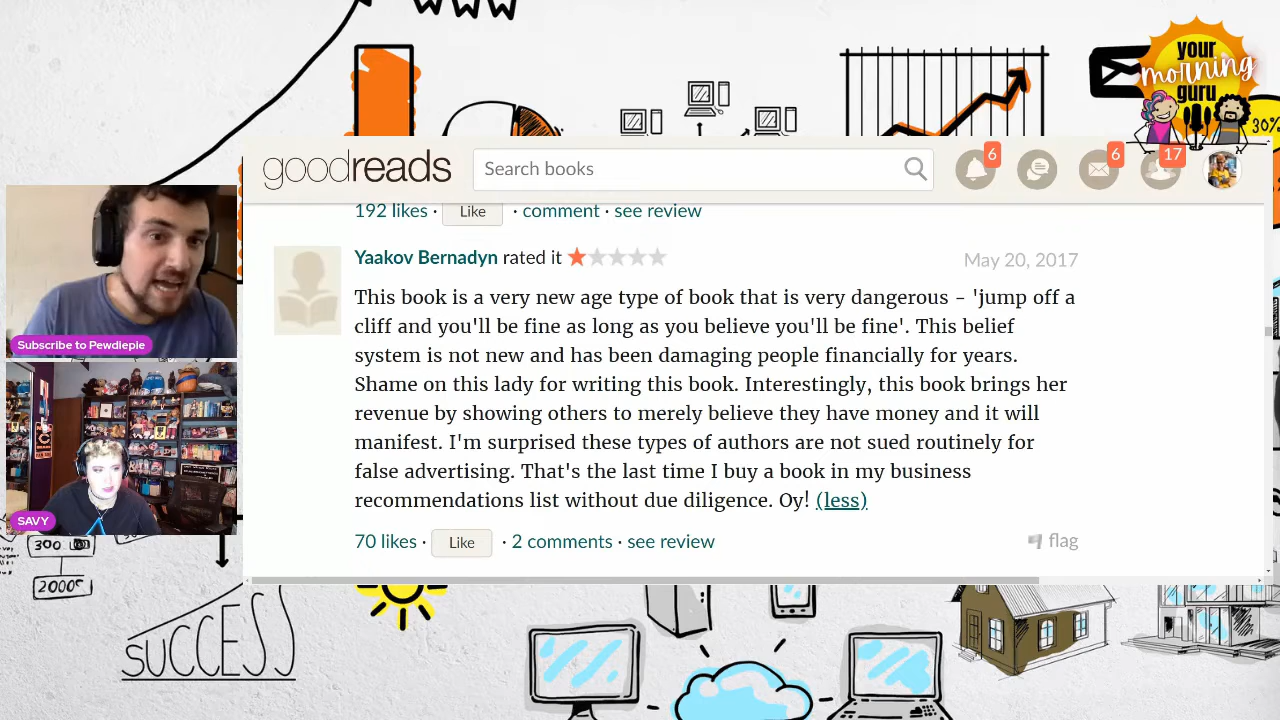 WWW
your
morning
guru
30%
goodreads
Search books
6
6
17
192 likes · Like · comment · see review
Yaakov Bernadyn rated it
May 20, 2017
This book is a very new age type of book that is very dangerous - 'jump off a
cliff and you'll be fine as long as you believe you'll be fine'. This belief
system is not new and has been damaging people financially for years.
Shame on this lady for writing this book. Interestingly, this book brings her
revenue by showing others to merely believe they have money and it will
manifest. I'm surprised these types of authors are not sued routinely for
false advertising. That's the last time I buy a book in my business
recommendations list without due diligence. Oy! (less)
70 likes · Like · 2 comments · see review
flag
Subscribe to Pewdiepie
SAVY
300
SUCCESS